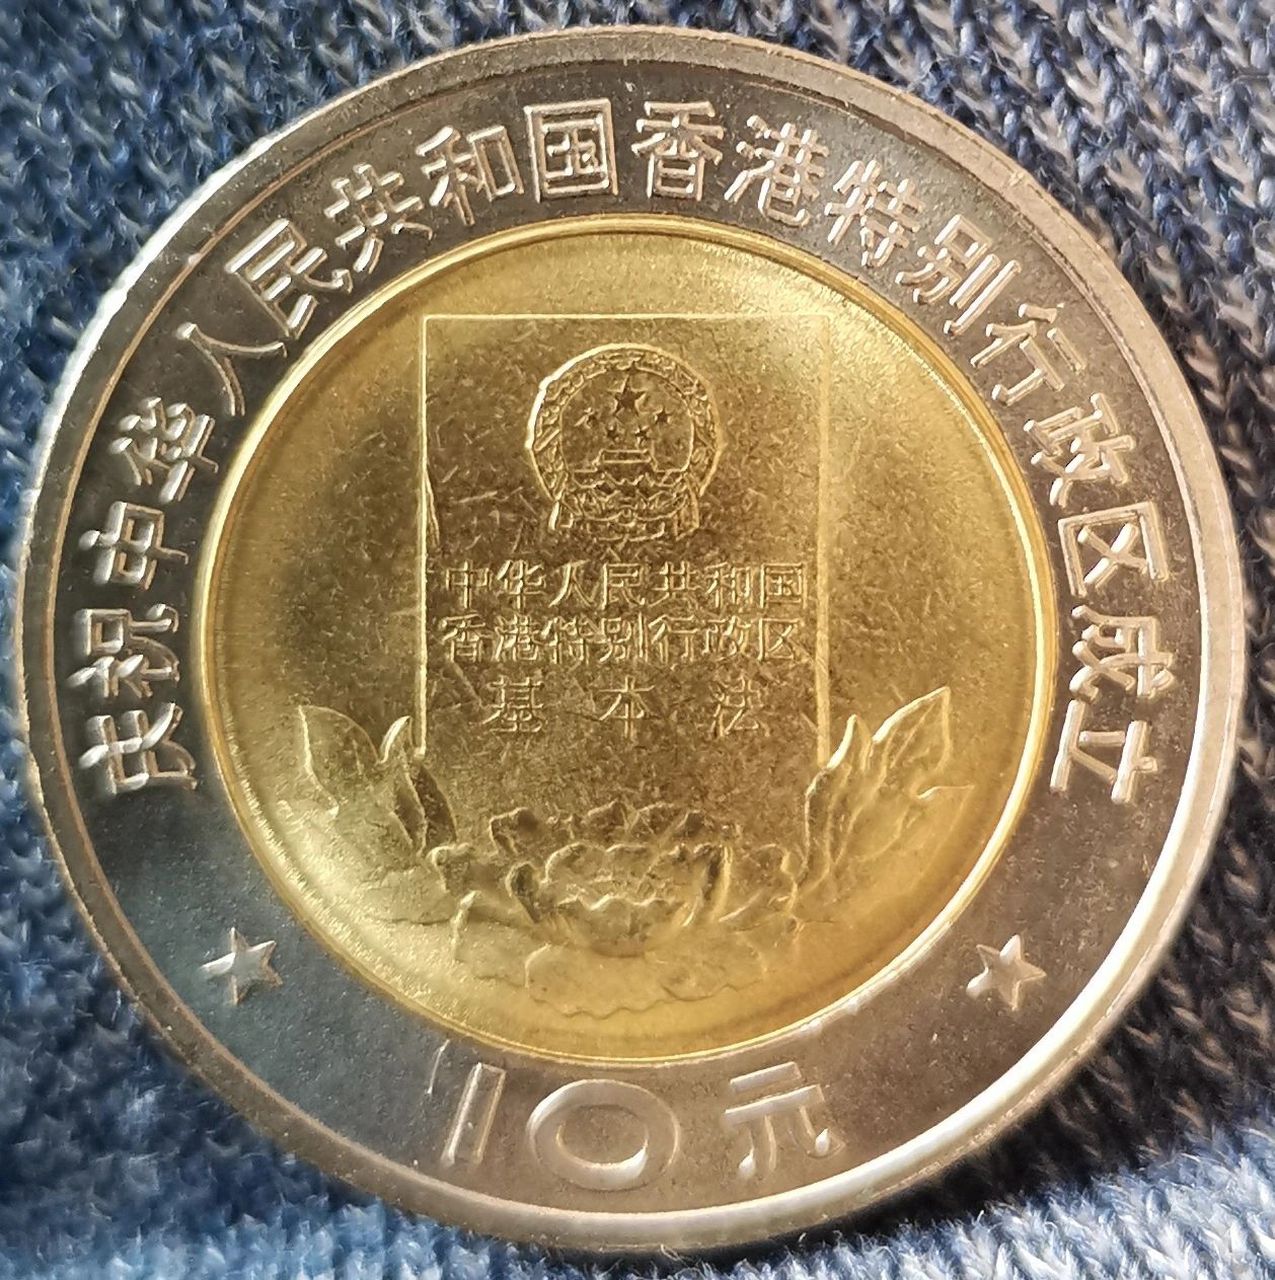 庆祝中华人民共和国香港特别行政区成立
中华人民共和国
香港特别行政区
基本法
10元